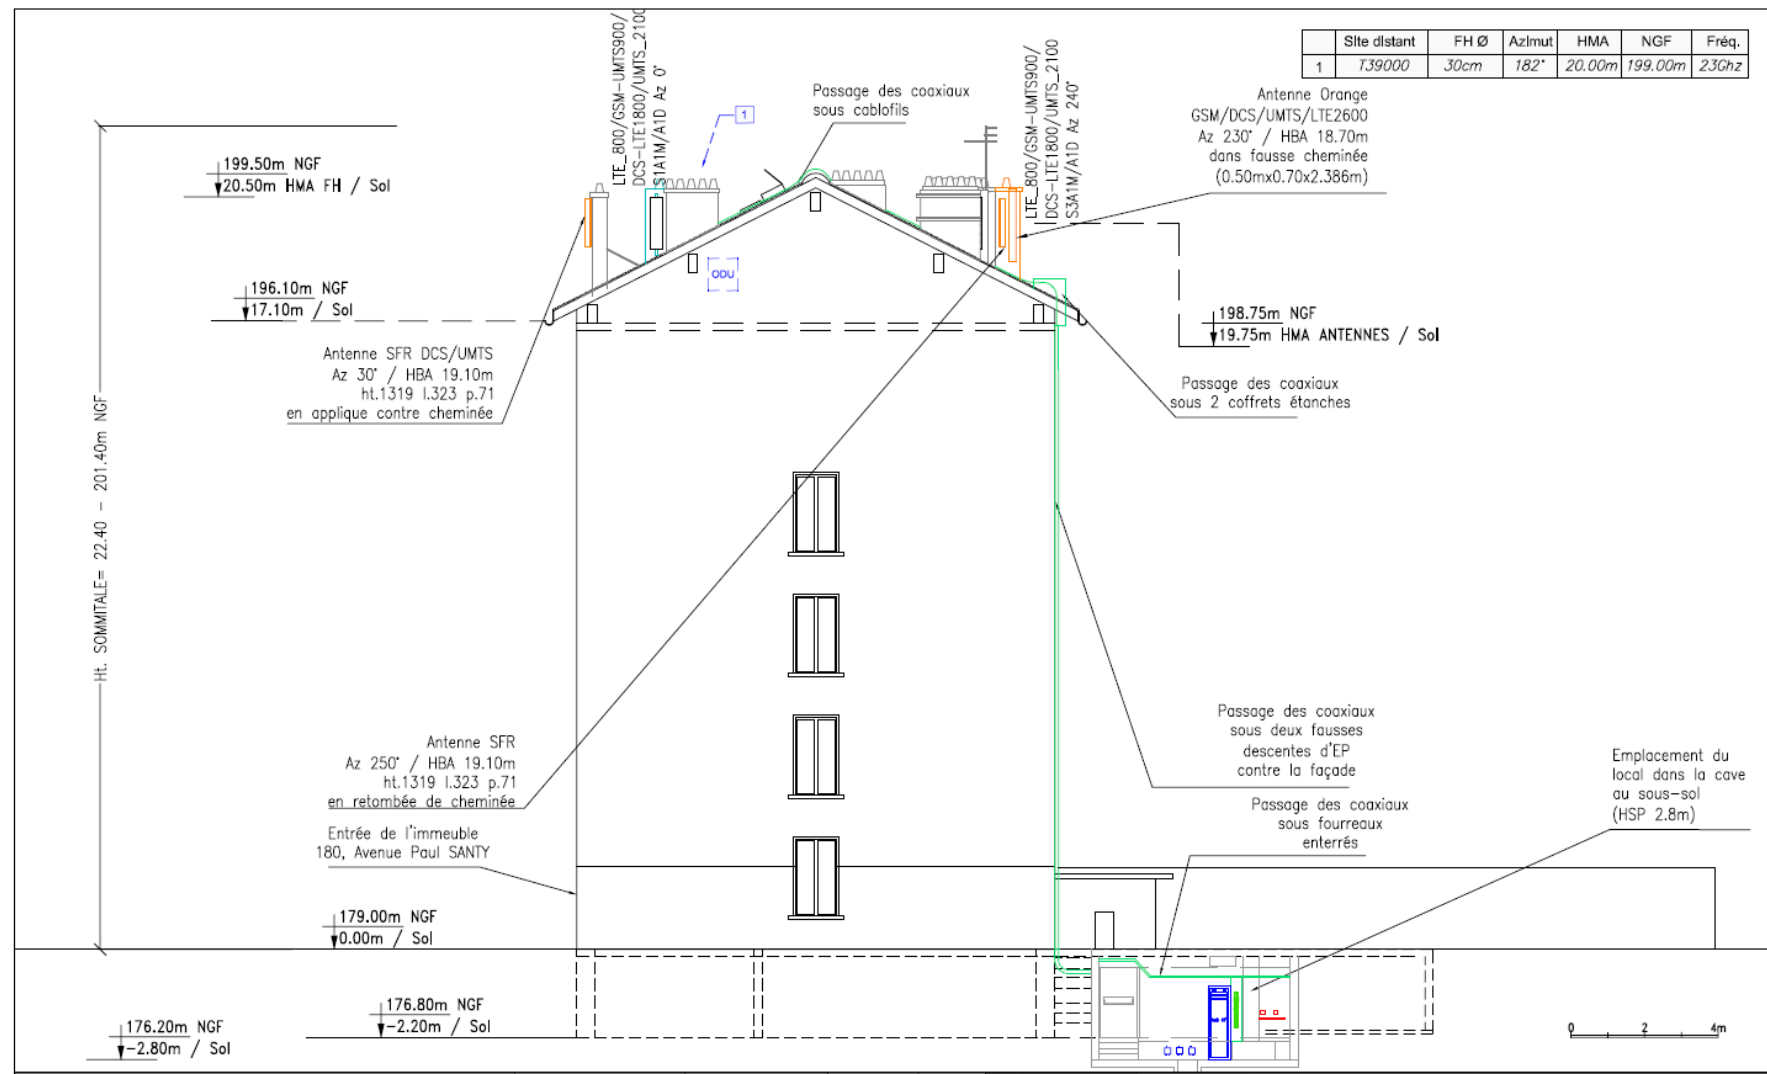 Site distant FH Ø Azimut HMA NGF Fréq.
1 T39000 30cm 182° 20.00m 199.00m 23Ghz
LTE_800/GSM-UMTS900/
DCS-LTE1800/UMTS_2100
S1A1M/A1D Az 0°
1
Passage des coaxiaux
sous cablofils
LTE_800/GSM-UMTS900/
DCS-LTE1800/UMTS_2100
S3A1M/A1D Az 240°
Antenne Orange
GSM/DCS/UMTS/LTE2600
Az 230° / HBA 18.70m
dans fausse cheminée
(0.50mx0.70x2.386m)
199.50m NGF
20.50m HMA FH / Sol
ODU
196.10m NGF
17.10m / Sol
198.75m NGF
19.75m HMA ANTENNES / Sol
Antenne SFR DCS/UMTS
Az 30° / HBA 19.10m
ht.1319 l.323 p.71
en applique contre cheminée
Passage des coaxiaux
sous 2 coffrets étanches
Ht. SOMMITALE= 22.40 - 201.40m NGF
Antenne SFR
Az 250° / HBA 19.10m
ht.1319 l.323 p.71
en retombée de cheminée
Passage des coaxiaux
sous deux fausses
descentes d'EP
contre la façade
Emplacement du
local dans la cave
au sous-sol
(HSP 2.8m)
Passage des coaxiaux
sous fourreaux
enterrés
Entrée de l'immeuble
180, Avenue Paul SANTY
179.00m NGF
0.00m / Sol
176.80m NGF
-2.20m / Sol
176.20m NGF
-2.80m / Sol
0 2 4m